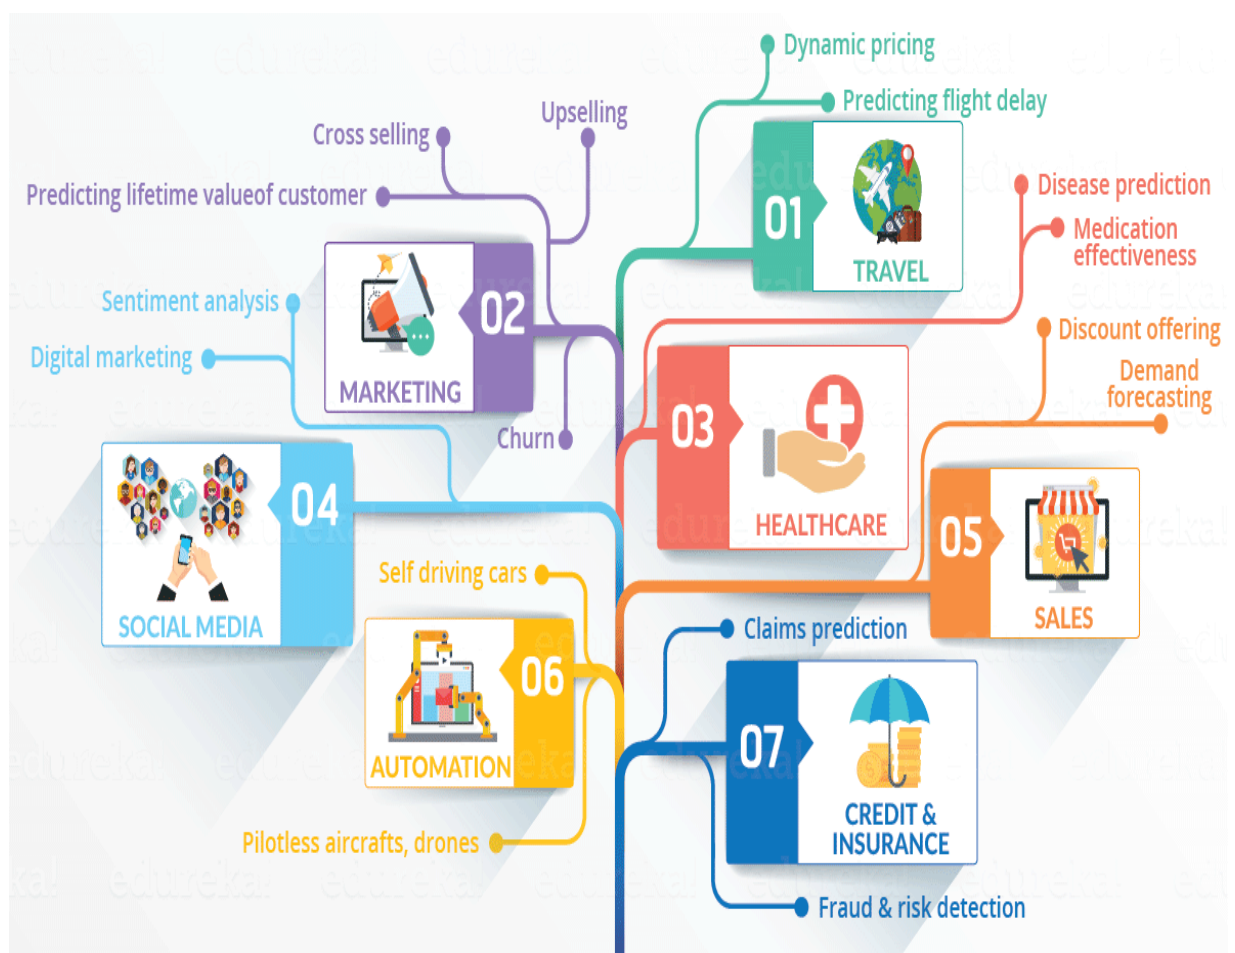 Dynamic pricing
Predicting flight delay
01
TRAVEL
Upselling
Cross selling
Predicting lifetime valueof customer
02
MARKETING
Churn
Disease prediction
Medication
effectiveness
03
HEALTHCARE
Sentiment analysis
Digital marketing
04
SOCIAL MEDIA
Discount offering
Demand
forecasting
05
SALES
Self driving cars
06
AUTOMATION
Pilotless aircrafts, drones
Claims prediction
07
CREDIT &
INSURANCE
Fraud & risk detection
edureka!